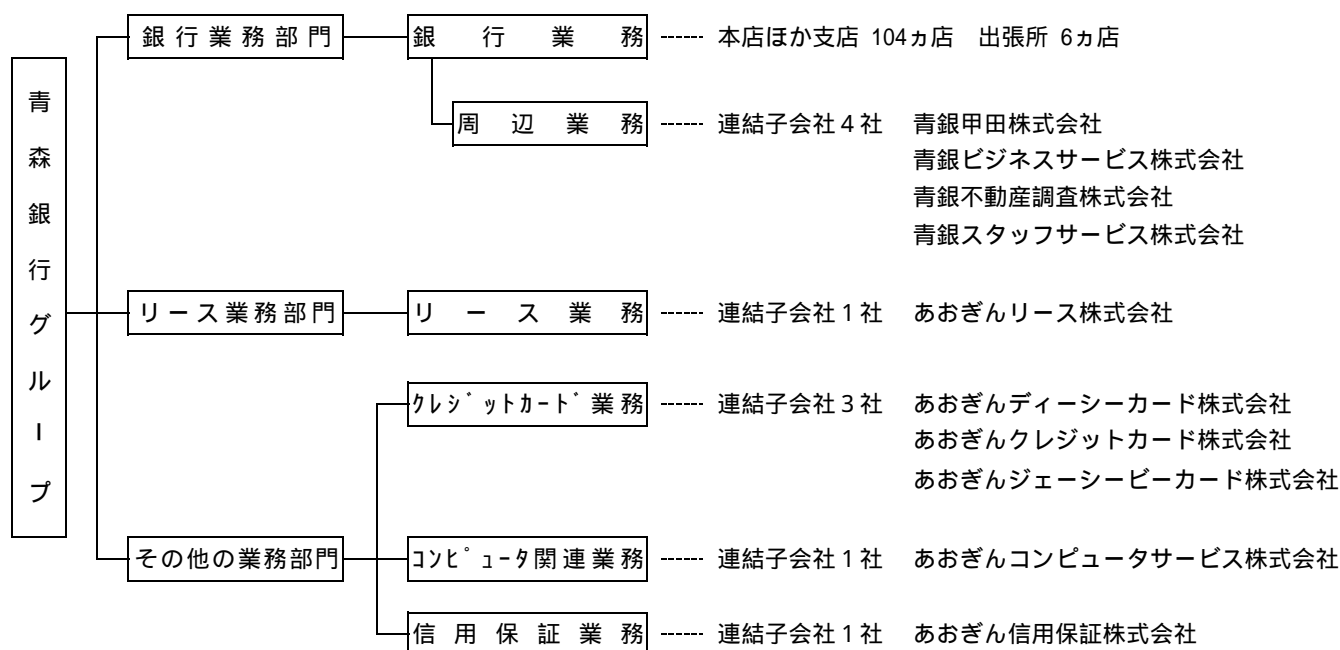 青森銀行グループ
銀行業務部門 銀行業務 ------ 本店ほか支店 104ヵ店 出張所 6ヵ店
周辺業務 ------ 連結子会社4社 青銀甲田株式会社
青銀ビジネスサービス株式会社
青銀不動産調査株式会社
青銀スタッフサービス株式会社
リース業務部門 リース業務 ------ 連結子会社1社 あおぎんリース株式会社
ｸﾚｼﾞｯﾄｶｰﾄﾞ業務 ------ 連結子会社3社 あおぎんディーシーカード株式会社
あおぎんクレジットカード株式会社
あおぎんジェーシービーカード株式会社
その他の業務部門 ｺﾝﾋﾟｭｰﾀ関連業務 ------ 連結子会社1社 あおぎんコンピュータサービス株式会社
信用保証業務 ------ 連結子会社1社 あおぎん信用保証株式会社